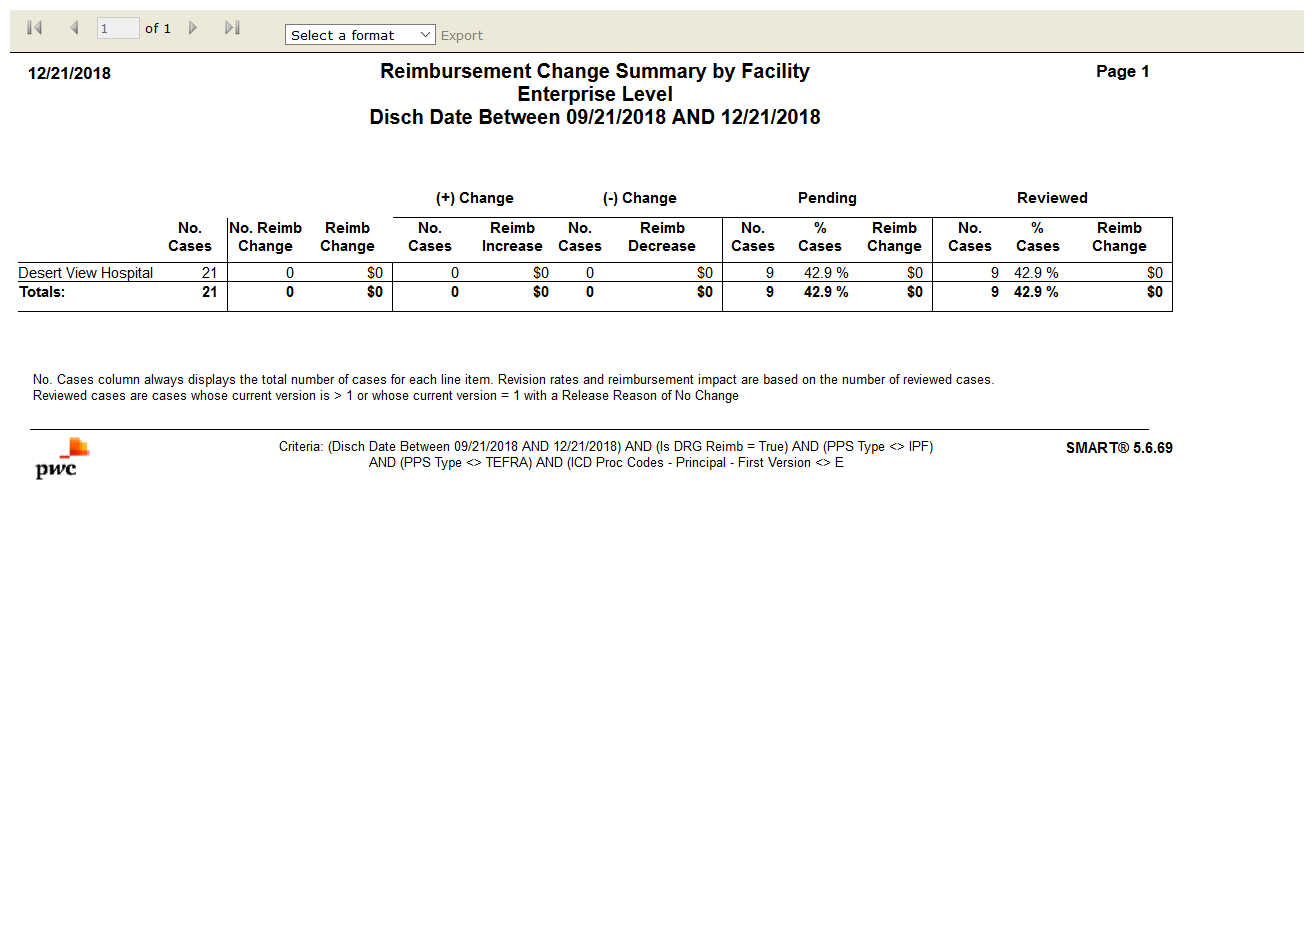 1 of 1 Select a format Export
12/21/2018 Reimbursement Change Summary by Facility Page 1
Enterprise Level
Disch Date Between 09/21/2018 AND 12/21/2018
(+) Change (-) Change Pending Reviewed
No. No. Reimb Reimb No. Reimb No. Reimb No. % Reimb No. % Reimb
Cases Change Change Cases Increase Cases Decrease Cases Cases Change Cases Cases Change
Desert View Hospital 21 0 $0 0 $0 0 $0 9 42.9 % $0 9 42.9 % $0
Totals: 21 0 $0 0 $0 0 $0 9 42.9 % $0 9 42.9 % $0
No. Cases column always displays the total number of cases for each line item. Revision rates and reimbursement impact are based on the number of reviewed cases.
Reviewed cases are cases whose current version is > 1 or whose current version = 1 with a Release Reason of No Change
pwc Criteria: (Disch Date Between 09/21/2018 AND 12/21/2018) AND (Is DRG Reimb = True) AND (PPS Type <> IPF) SMART® 5.6.69
AND (PPS Type <> TEFRA) AND (ICD Proc Codes - Principal - First Version <> E